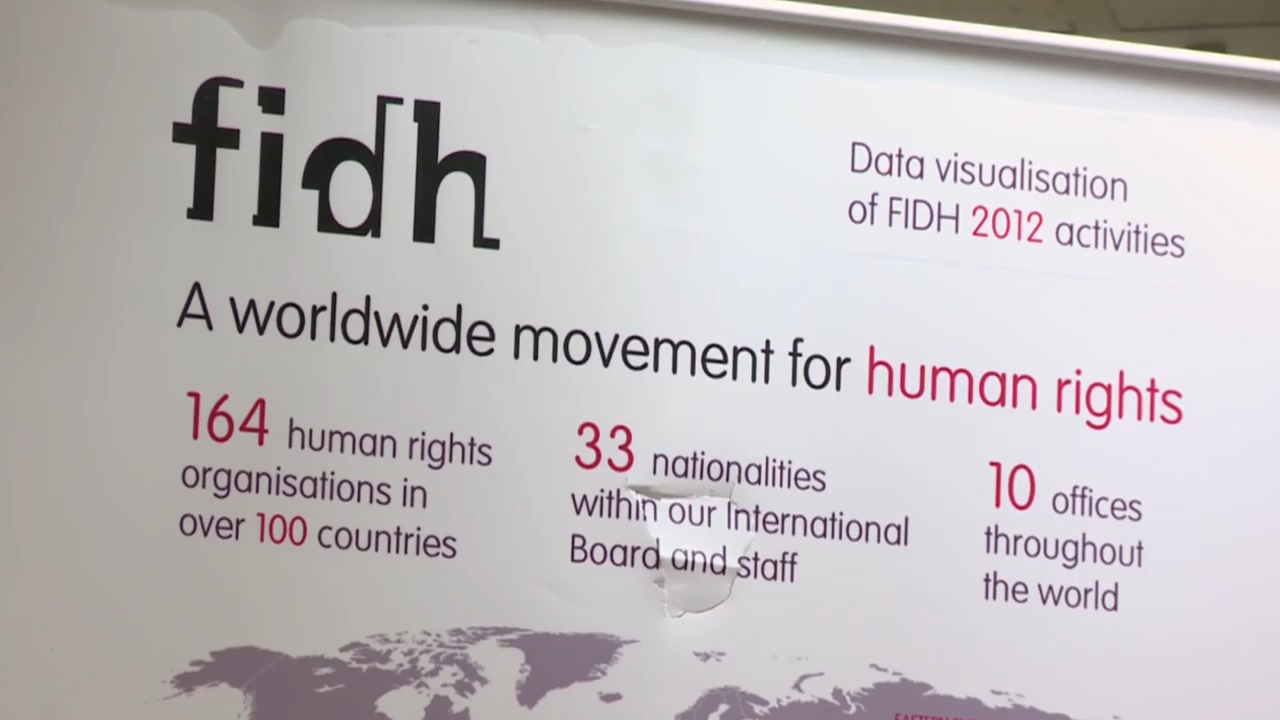 fidh
Data visualisation
of FIDH 2012 activities
A worldwide movement for human rights
164 human rights
organisations in
over 100 countries
33 nationalities
within our International
Board and staff
10 offices
throughout
the world